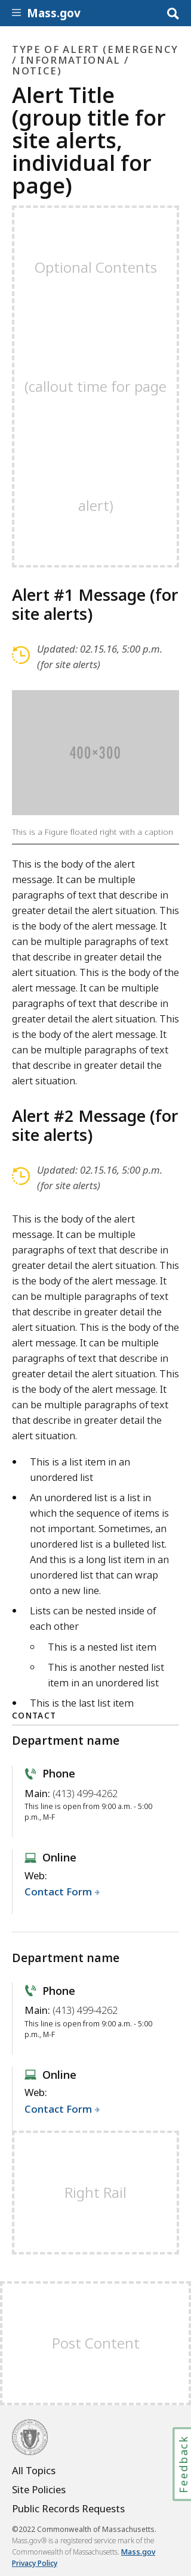 Mass.gov
TYPE OF ALERT (EMERGENCY
/ INFORMATIONAL /
NOTICE)
Alert Title
(group title for
site alerts,
individual for
page)
Optional Contents
(callout time for page
alert)
Alert #1 Message (for
site alerts)
Updated: 02.15.16, 5:00 p.m.
(for site alerts)
400×300
This is a Figure floated right with a caption
This is the body of the alert
message. It can be multiple
paragraphs of text that describe in
greater detail the alert situation. This
is the body of the alert message. It
can be multiple paragraphs of text
that describe in greater detail the
alert situation. This is the body of the
alert message. It can be multiple
paragraphs of text that describe in
greater detail the alert situation. This
is the body of the alert message. It
can be multiple paragraphs of text
that describe in greater detail the
alert situation.
Alert #2 Message (for
site alerts)
Updated: 02.15.16, 5:00 p.m.
(for site alerts)
This is the body of the alert
message. It can be multiple
paragraphs of text that describe in
greater detail the alert situation. This
is the body of the alert message. It
can be multiple paragraphs of text
that describe in greater detail the
alert situation. This is the body of the
alert message. It can be multiple
paragraphs of text that describe in
greater detail the alert situation. This
is the body of the alert message. It
can be multiple paragraphs of text
that describe in greater detail the
alert situation.
• This is a list item in an
unordered list
• An unordered list is a list in
which the sequence of items is
not important. Sometimes, an
unordered list is a bulleted list.
And this is a long list item in an
unordered list that can wrap
onto a new line.
• Lists can be nested inside of
each other
○ This is a nested list item
○ This is another nested list
item in an unordered list
• This is the last list item
CONTACT
Department name
Phone
Main: (413) 499-4262
This line is open from 9:00 a.m. - 5:00
p.m., M-F
Online
Web:
Contact Form
Department name
Phone
Main: (413) 499-4262
This line is open from 9:00 a.m. - 5:00
p.m., M-F
Online
Web:
Contact Form
Right Rail
Post Content
Feedback
All Topics
Site Policies
Public Records Requests
©2022 Commonwealth of Massachusetts.
Mass.gov® is a registered service mark of the
Commonwealth of Massachusetts. Mass.gov
Privacy Policy